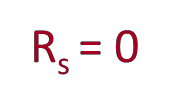 Rs = 0